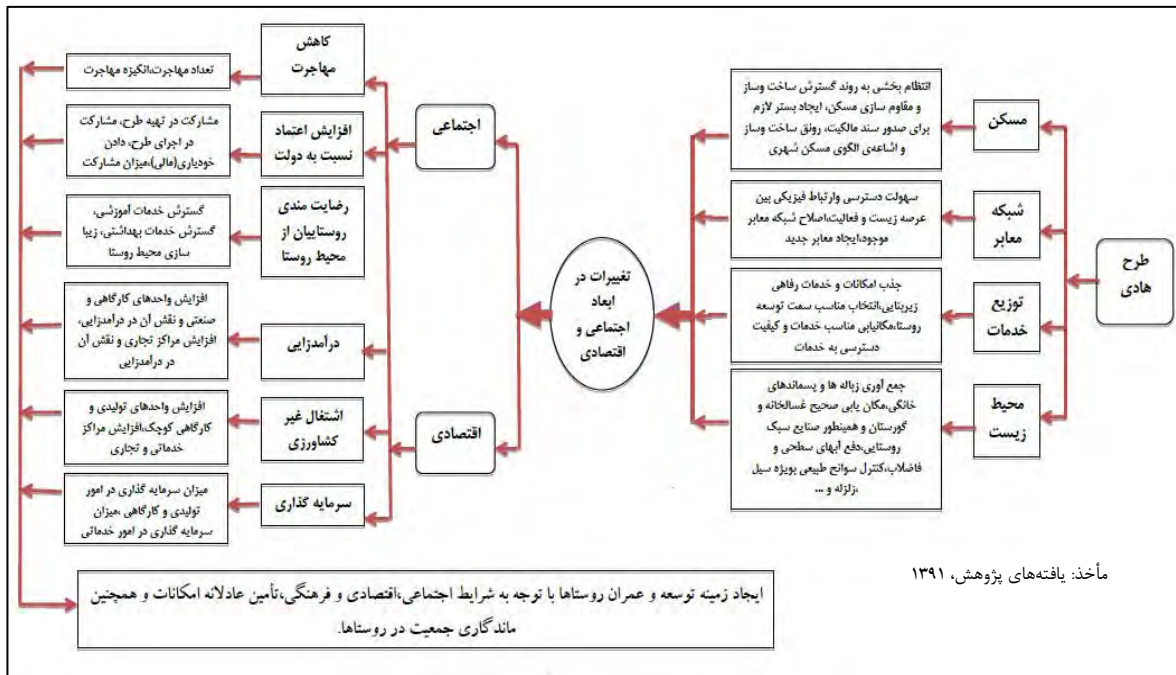 طرح
هادی
مسکن
انتظام بخشی به روند گسترش ساخت وساز
و مقاوم سازی مسکن، ایجاد بستر لازم
برای صدور سند مالکیت، رونق ساخت وساز
و اشاعه‌ی الگوی مسکن شهری
شبکه
معابر
سهولت دسترسی وارتباط فیزیکی بین
عرصه زیست و فعالیت،اصلاح شبکه معابر
موجود،ایجاد معابر جدید
توزیع
خدمات
جذب امکانات و خدمات رفاهی
زیربنایی،انتخاب مناسب سمت توسعه
روستا،مکانیابی مناسب خدمات و کیفیت
دسترسی به خدمات
محیط
زیست
جمع آوری زباله ها و پسماندهای
خانگی،مکان یابی صحیح غسالخانه و
گورستان و همینطور صنایع سبک
روستایی،دفع آبهای سطحی و
فاضلاب،کنترل سوانح طبیعی بویژه سیل
،زلزله و ...
تغییرات در
ابعاد
اجتماعی و
اقتصادی
اجتماعی
کاهش
مهاجرت
تعداد مهاجرت،انگیزه مهاجرت
افزایش اعتماد
نسبت به دولت
مشارکت در تهیه طرح، مشارکت
در اجرای طرح، دادن
خودیاری(مالی)،میزان مشارکت
رضایت مندی
روستاییان از
محیط روستا
گسترش خدمات آموزشی،
گسترش خدمات بهداشتی، زیبا
سازی محیط روستا
اقتصادی
درآمدزایی
افزایش واحدهای کارگاهی و
صنعتی و نقش آن در درآمدزایی،
افزایش مراکز تجاری و نقش آن
در درآمدزایی
اشتغال غیر
کشاورزی
افزایش واحدهای تولیدی و
کارگاهی کوچک،افزایش مراکز
خدماتی و تجاری
سرمایه گذاری
میزان سرمایه گذاری در امور
تولیدی و کارگاهی ،میزان
سرمایه گذاری در امور خدماتی
ایجاد زمینه توسعه و عمران روستاها با توجه به شرایط اجتماعی،اقتصادی و فرهنگی،تأمین عادلانه امکانات و همچنین
ماندگاری جمعیت در روستاها.
مأخذ: یافته‌های پژوهش، ۱۳۹۱